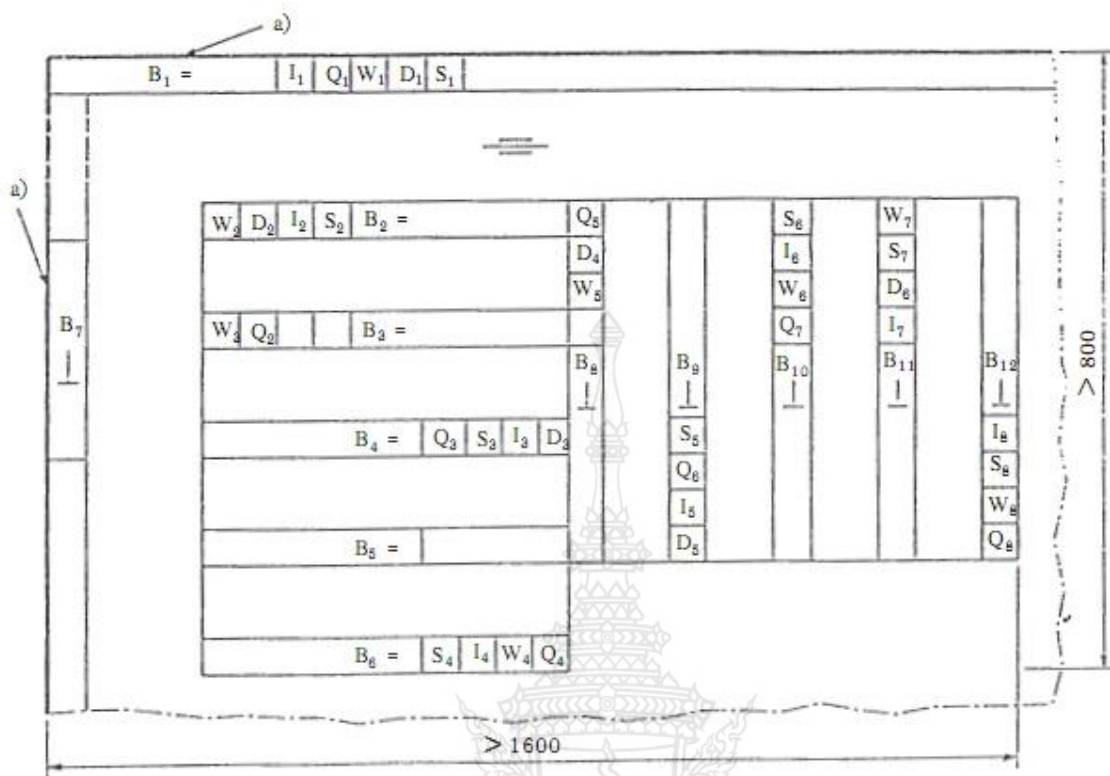 a)
B₁ = I₁ Q₁ W₁ D₁ S₁
a)
W₂ D₂ I₂ S₂ B₂ = Q₅ S₆ W₇
D₄ I₆ S₇
W₅ W₆ D₆
B₇ W₃ Q₂ B₃ = Q₇ I₇
B₈ B₉ B₁₀ B₁₁ B₁₂
> 800
B₄ = Q₃ S₃ I₃ D₃ S₅ I₈
Q₆ S₈
I₅ W₈
B₅ = D₅ Q₈
B₆ = S₄ I₄ W₄ Q₄
> 1600